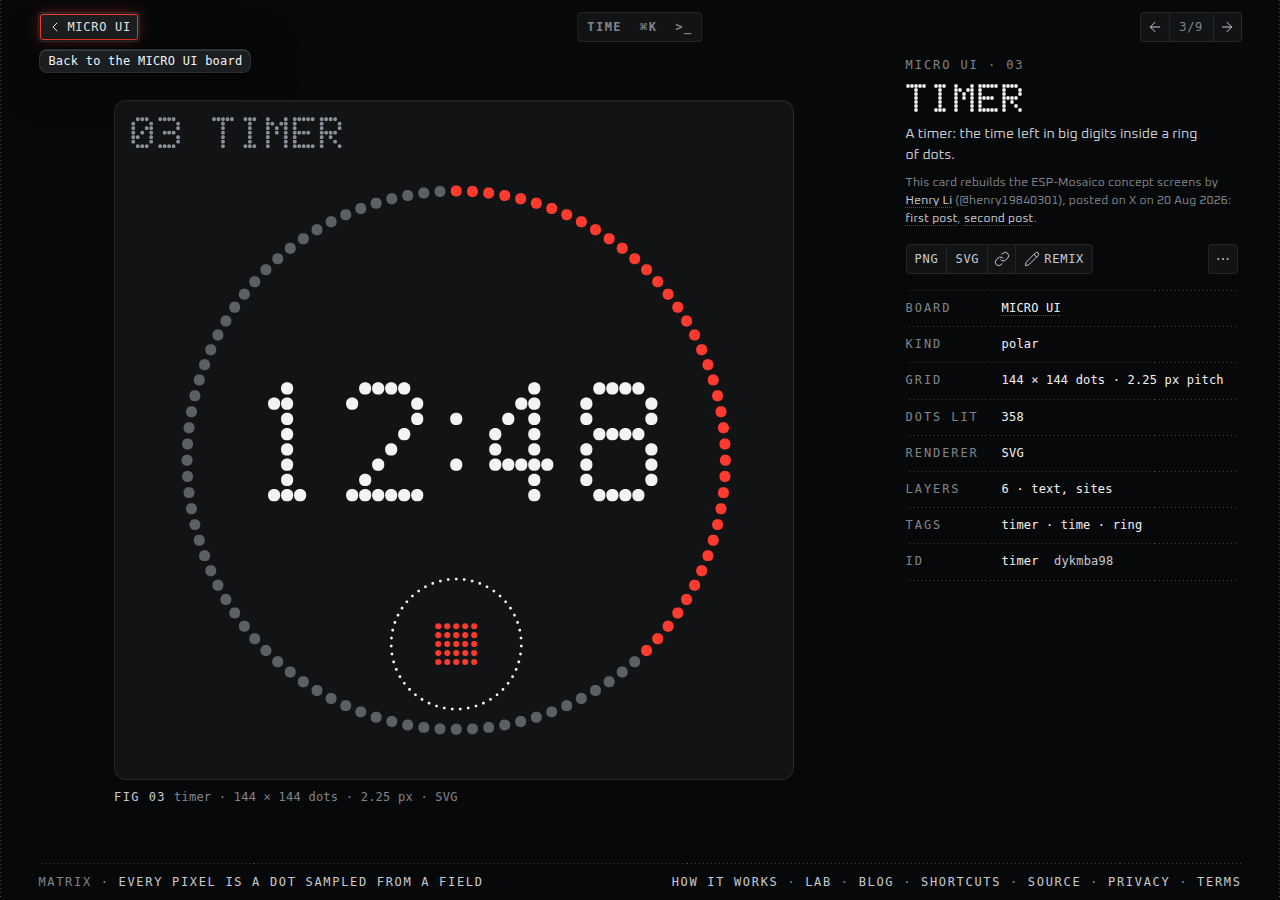 MICRO UI
TIME ⌘K >_
3/9
Back to the MICRO UI board
03 TIMER
12:48
FIG 03 timer · 144 × 144 dots · 2.25 px · SVG
MICRO UI · 03
TIMER
A timer: the time left in big digits inside a ring
of dots.
This card rebuilds the ESP-Mosaico concept screens by
Henry Li (@henry19840301), posted on X on 20 Aug 2026:
first post, second post.
PNG SVG REMIX
BOARD MICRO UI
KIND polar
GRID 144 × 144 dots · 2.25 px pitch
DOTS LIT 358
RENDERER SVG
LAYERS 6 · text, sites
TAGS timer · time · ring
ID timer dykmba98
MATRIX · EVERY PIXEL IS A DOT SAMPLED FROM A FIELD
HOW IT WORKS · LAB · BLOG · SHORTCUTS · SOURCE · PRIVACY · TERMS